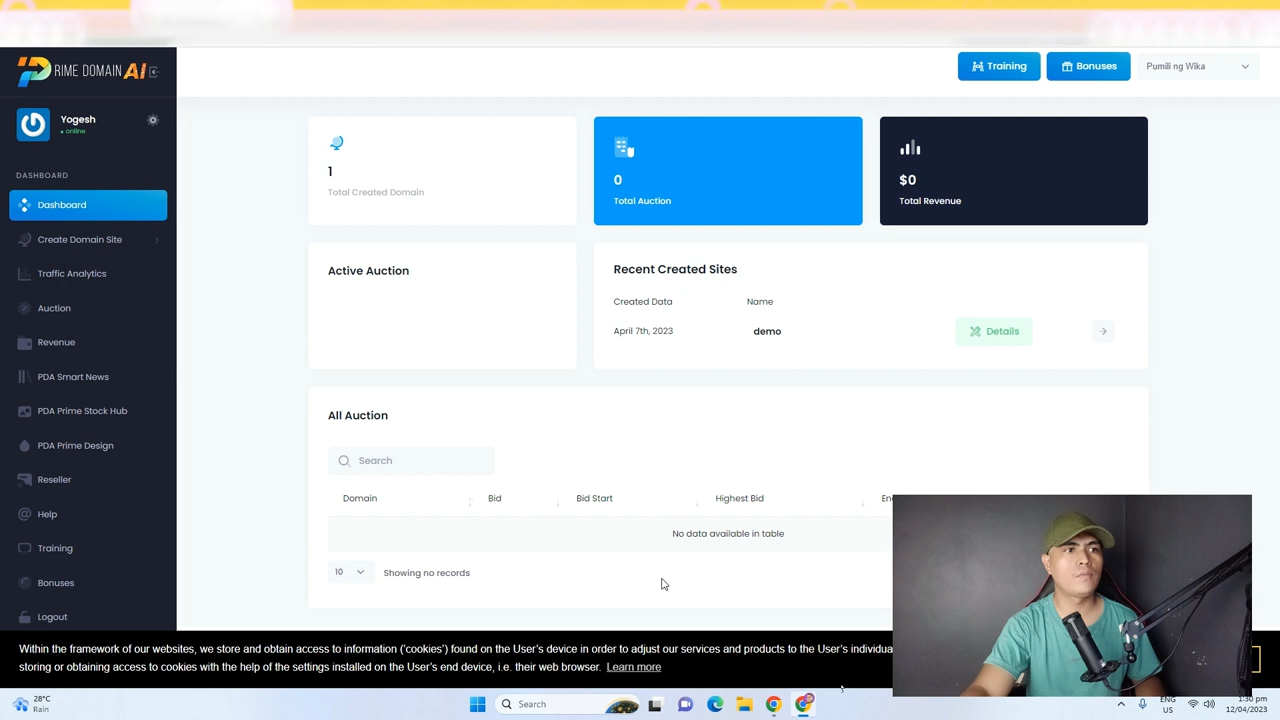 RIME DOMAIN AI
Training
Bonuses
Pumili ng Wika
Yogesh
online
DASHBOARD
Dashboard
Create Domain Site
Traffic Analytics
Auction
Revenue
PDA Smart News
PDA Prime Stock Hub
PDA Prime Design
Reseller
Help
Training
Bonuses
Logout
1
Total Created Domain
0
Total Auction
$0
Total Revenue
Active Auction
Recent Created Sites
Created Data Name
April 7th, 2023 demo Details
All Auction
Search
Domain Bid Bid Start Highest Bid
No data available in table
10 Showing no records
Within the framework of our websites, we store and obtain access to information ('cookies') found on the User's device in order to adjust our services and products to the User's
storing or obtaining access to cookies with the help of the settings installed on the User's end device, i.e. their web browser. Learn more
28°C
Rain
Search
ENG
US
1:30 pm
12/04/2023